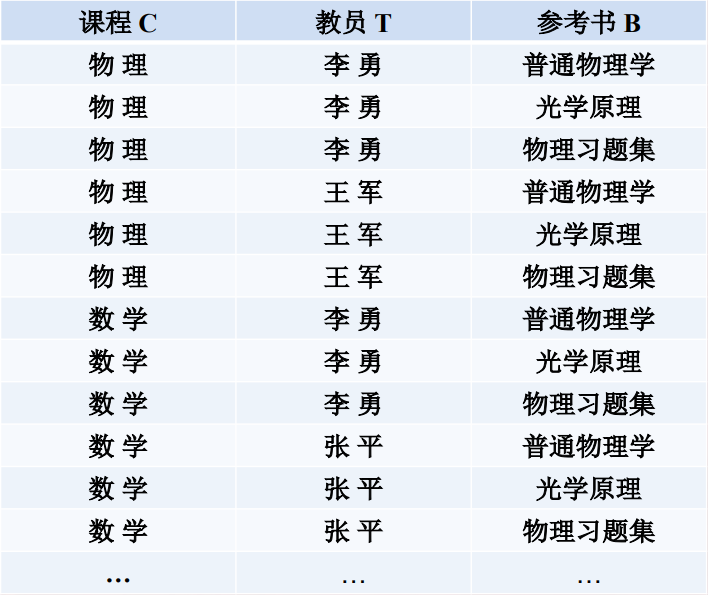 课程 C 教员 T 参考书 B
物 理 李 勇 普通物理学
物 理 李 勇 光学原理
物 理 李 勇 物理习题集
物 理 王 军 普通物理学
物 理 王 军 光学原理
物 理 王 军 物理习题集
数 学 李 勇 普通物理学
数 学 李 勇 光学原理
数 学 李 勇 物理习题集
数 学 张 平 普通物理学
数 学 张 平 光学原理
数 学 张 平 物理习题集
… … …